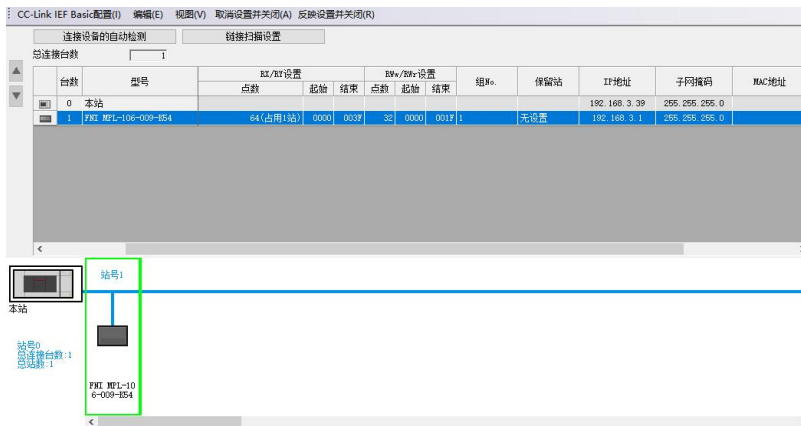 CC-Link IEF Basic配置(I) 编辑(E) 视图(V) 取消设置并关闭(A) 反映设置并关闭(R)
连接设备的自动检测 链接扫描设置
总连接台数 1
台数 型号 RX/RY设置 RWw/RWr设置 组No. 保留站 IP地址 子网掩码 MAC地址
点数 起始 结束 点数 起始 结束
0 本站 192.168.3.39 255.255.255.0
1 FNI MPL-106-009-K54 64(占用1站) 0000 003F 32 0000 001F 1 无设置 192.168.3.1 255.255.255.0
站号1
本站
站号0
总连接台数:1
总站数:1
FNI MPL-10
6-009-K54